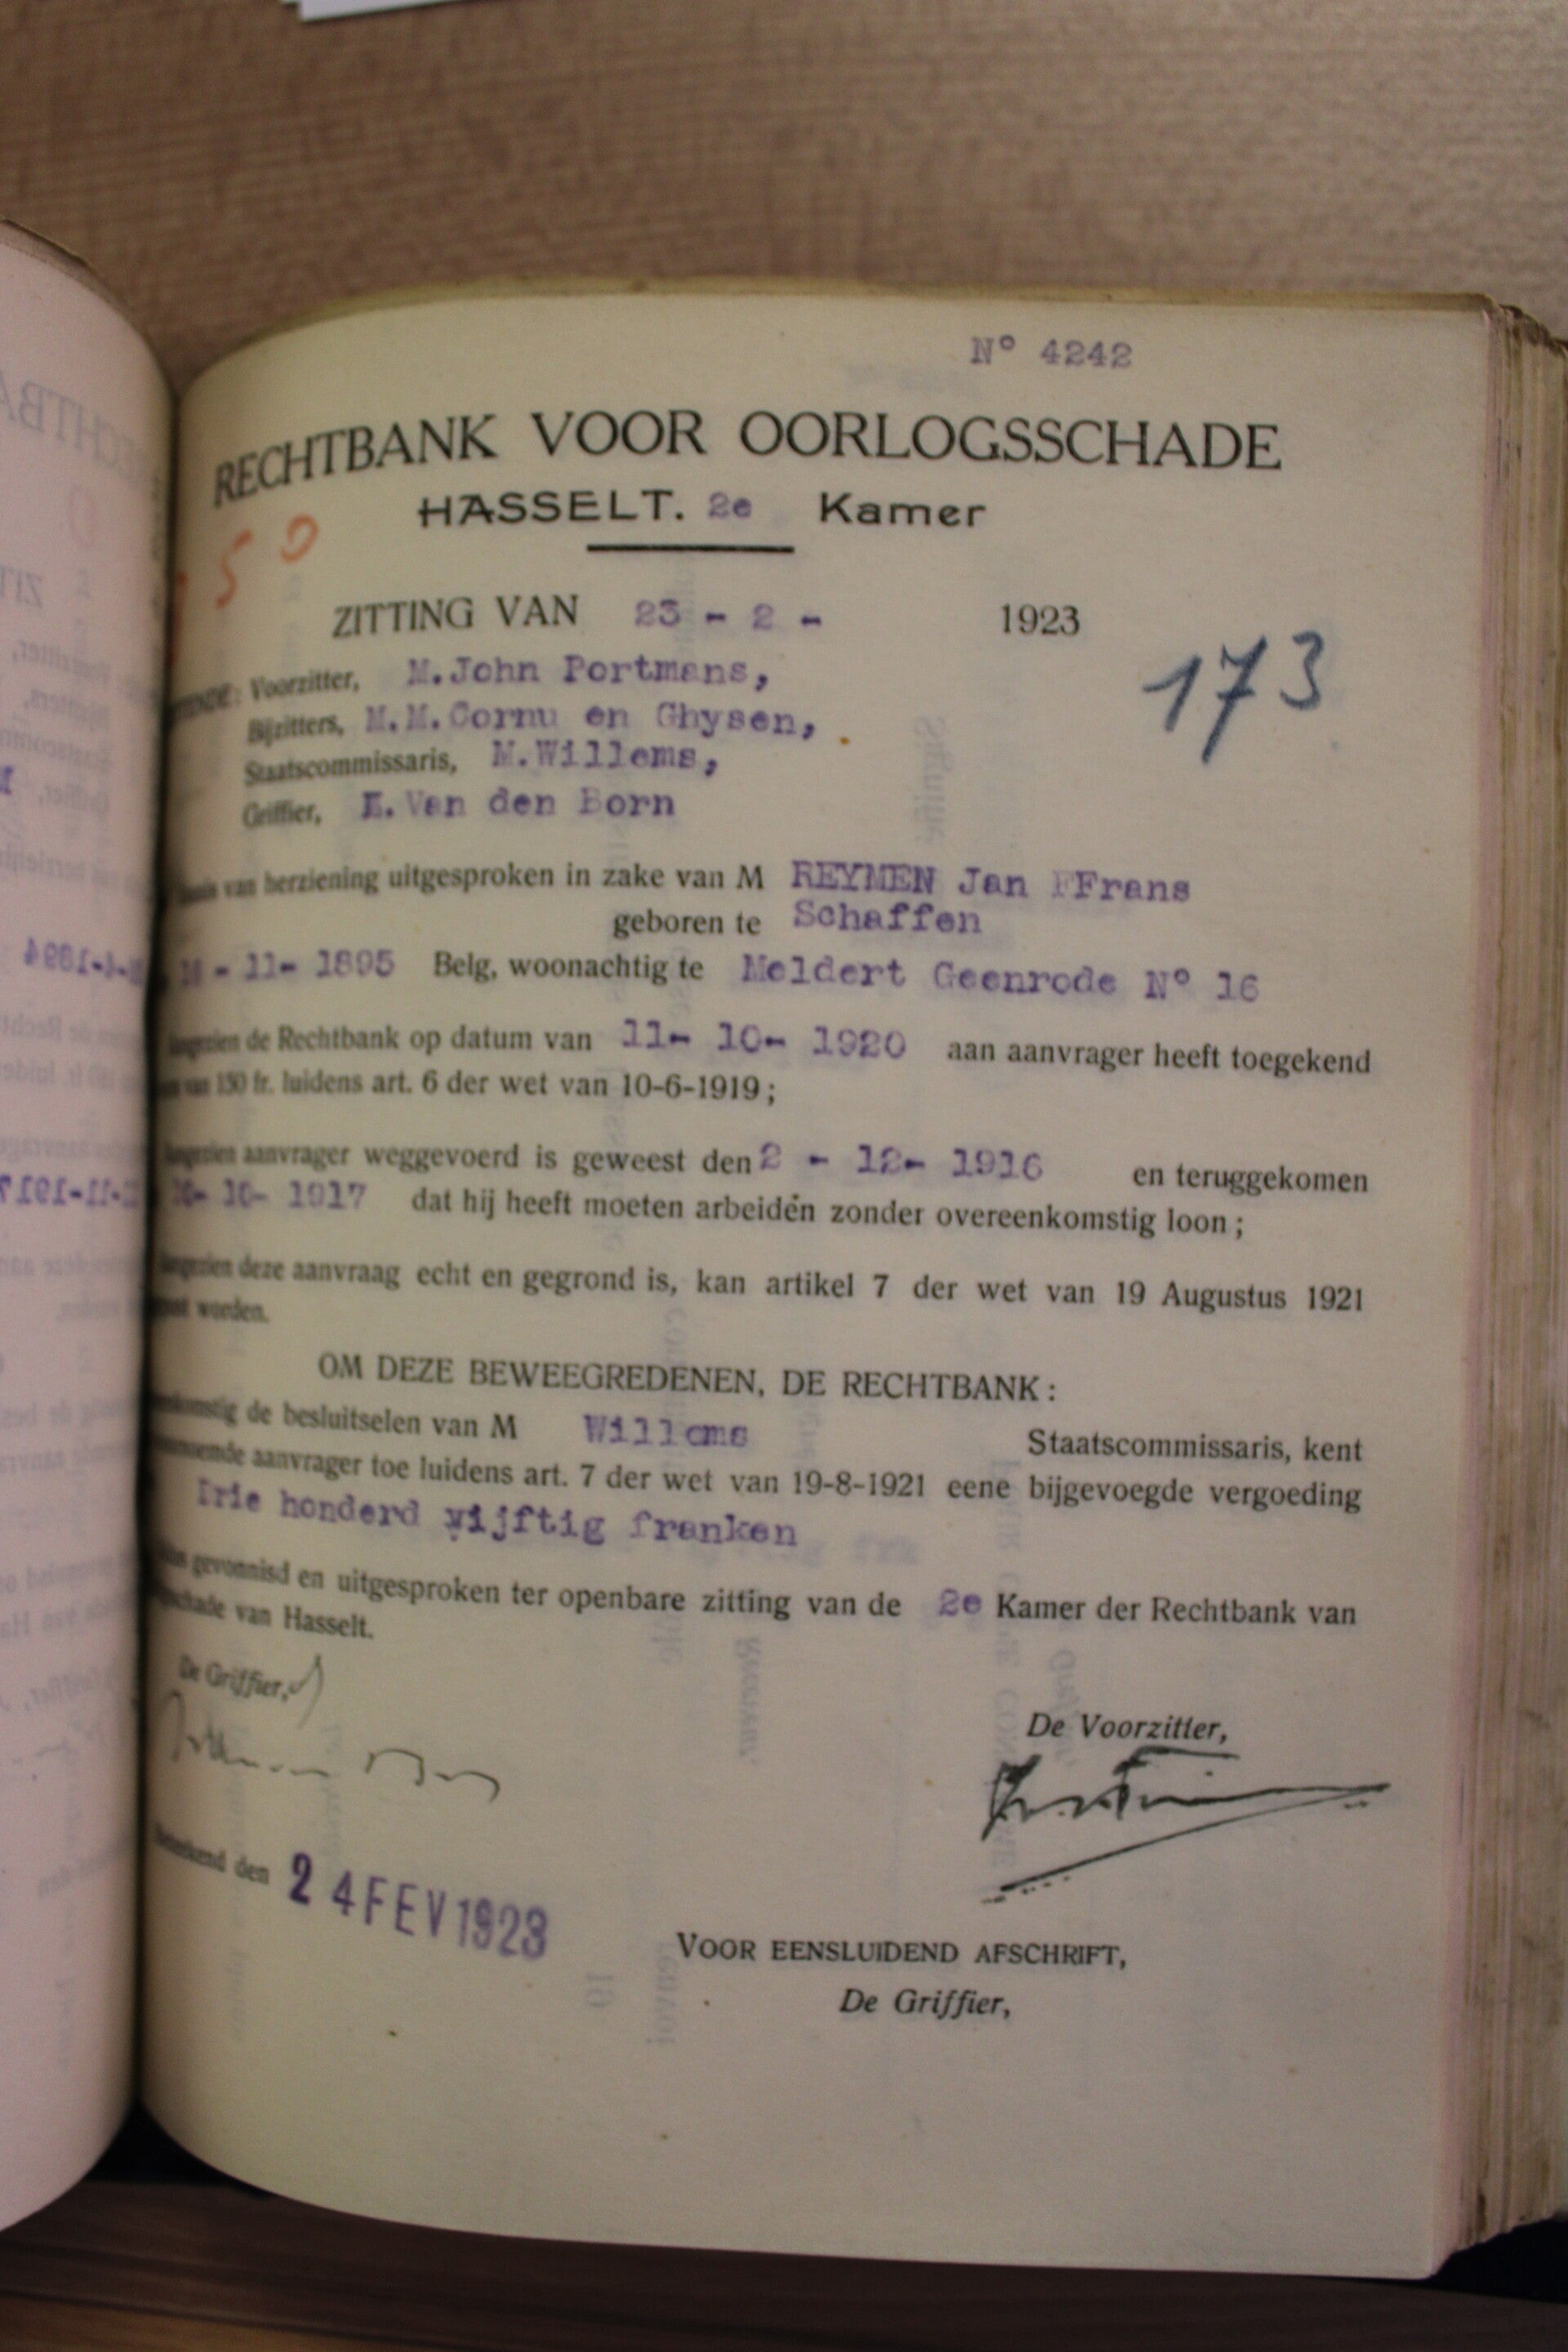 N° 4242
RECHTBANK VOOR OORLOGSSCHADE
HASSELT. 2e Kamer
50
ZITTING VAN 23 - 2 - 1923
173
Voorzitter, M.John Portmans,
Bijzitters, M.M.Cornu en Ghysen,
Staatscommissaris, M.Willems,
Griffier, E.Van den Born
van herziening uitgesproken in zake van M REYMEN Jan FFrans
geboren te Schaffen
- 11- 1895 Belg, woonachtig te Meldert Geenrode N° 16
de Rechtbank op datum van 11- 10- 1920 aan aanvrager heeft toegekend
van 150 fr. luidens art. 6 der wet van 10-6-1919;
aanvrager weggevoerd is geweest den 2 - 12- 1916 en teruggekomen
10- 1917 dat hij heeft moeten arbeiden zonder overeenkomstig loon;
deze aanvraag echt en gegrond is, kan artikel 7 der wet van 19 Augustus 1921
worden.
OM DEZE BEWEEGREDENEN, DE RECHTBANK:
de besluitselen van M Willems Staatscommissaris, kent
aanvrager toe luidens art. 7 der wet van 19-8-1921 eene bijgevoegde vergoeding
Drie honderd vijftig franken
gevonnisd en uitgesproken ter openbare zitting van de 2e Kamer der Rechtbank van
van Hasselt.
De Griffier,
De Voorzitter,
den 24 FEV 1923
VOOR EENSLUIDEND AFSCHRIFT,
De Griffier,